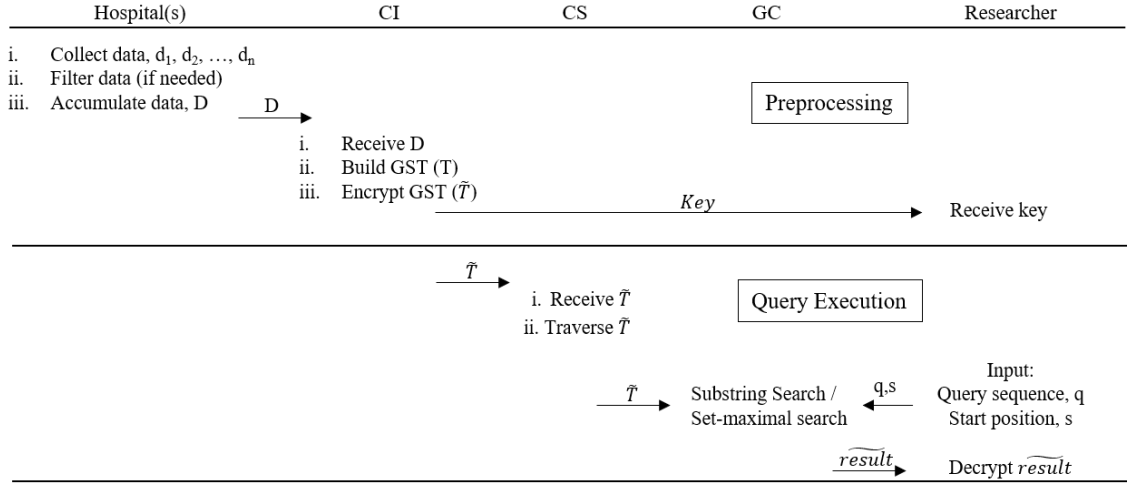 Hospital(s) CI CS GC Researcher
i. Collect data, d₁, d₂, …, dₙ
ii. Filter data (if needed)
iii. Accumulate data, D
D
Preprocessing
i. Receive D
ii. Build GST (T)
iii. Encrypt GST (T̃)
Key
Receive key
T̃
Query Execution
i. Receive T̃
ii. Traverse T̃
Input:
T̃ Substring Search / q,s Query sequence, q
Set-maximal search Start position, s
r͠esult Decrypt r͠esult